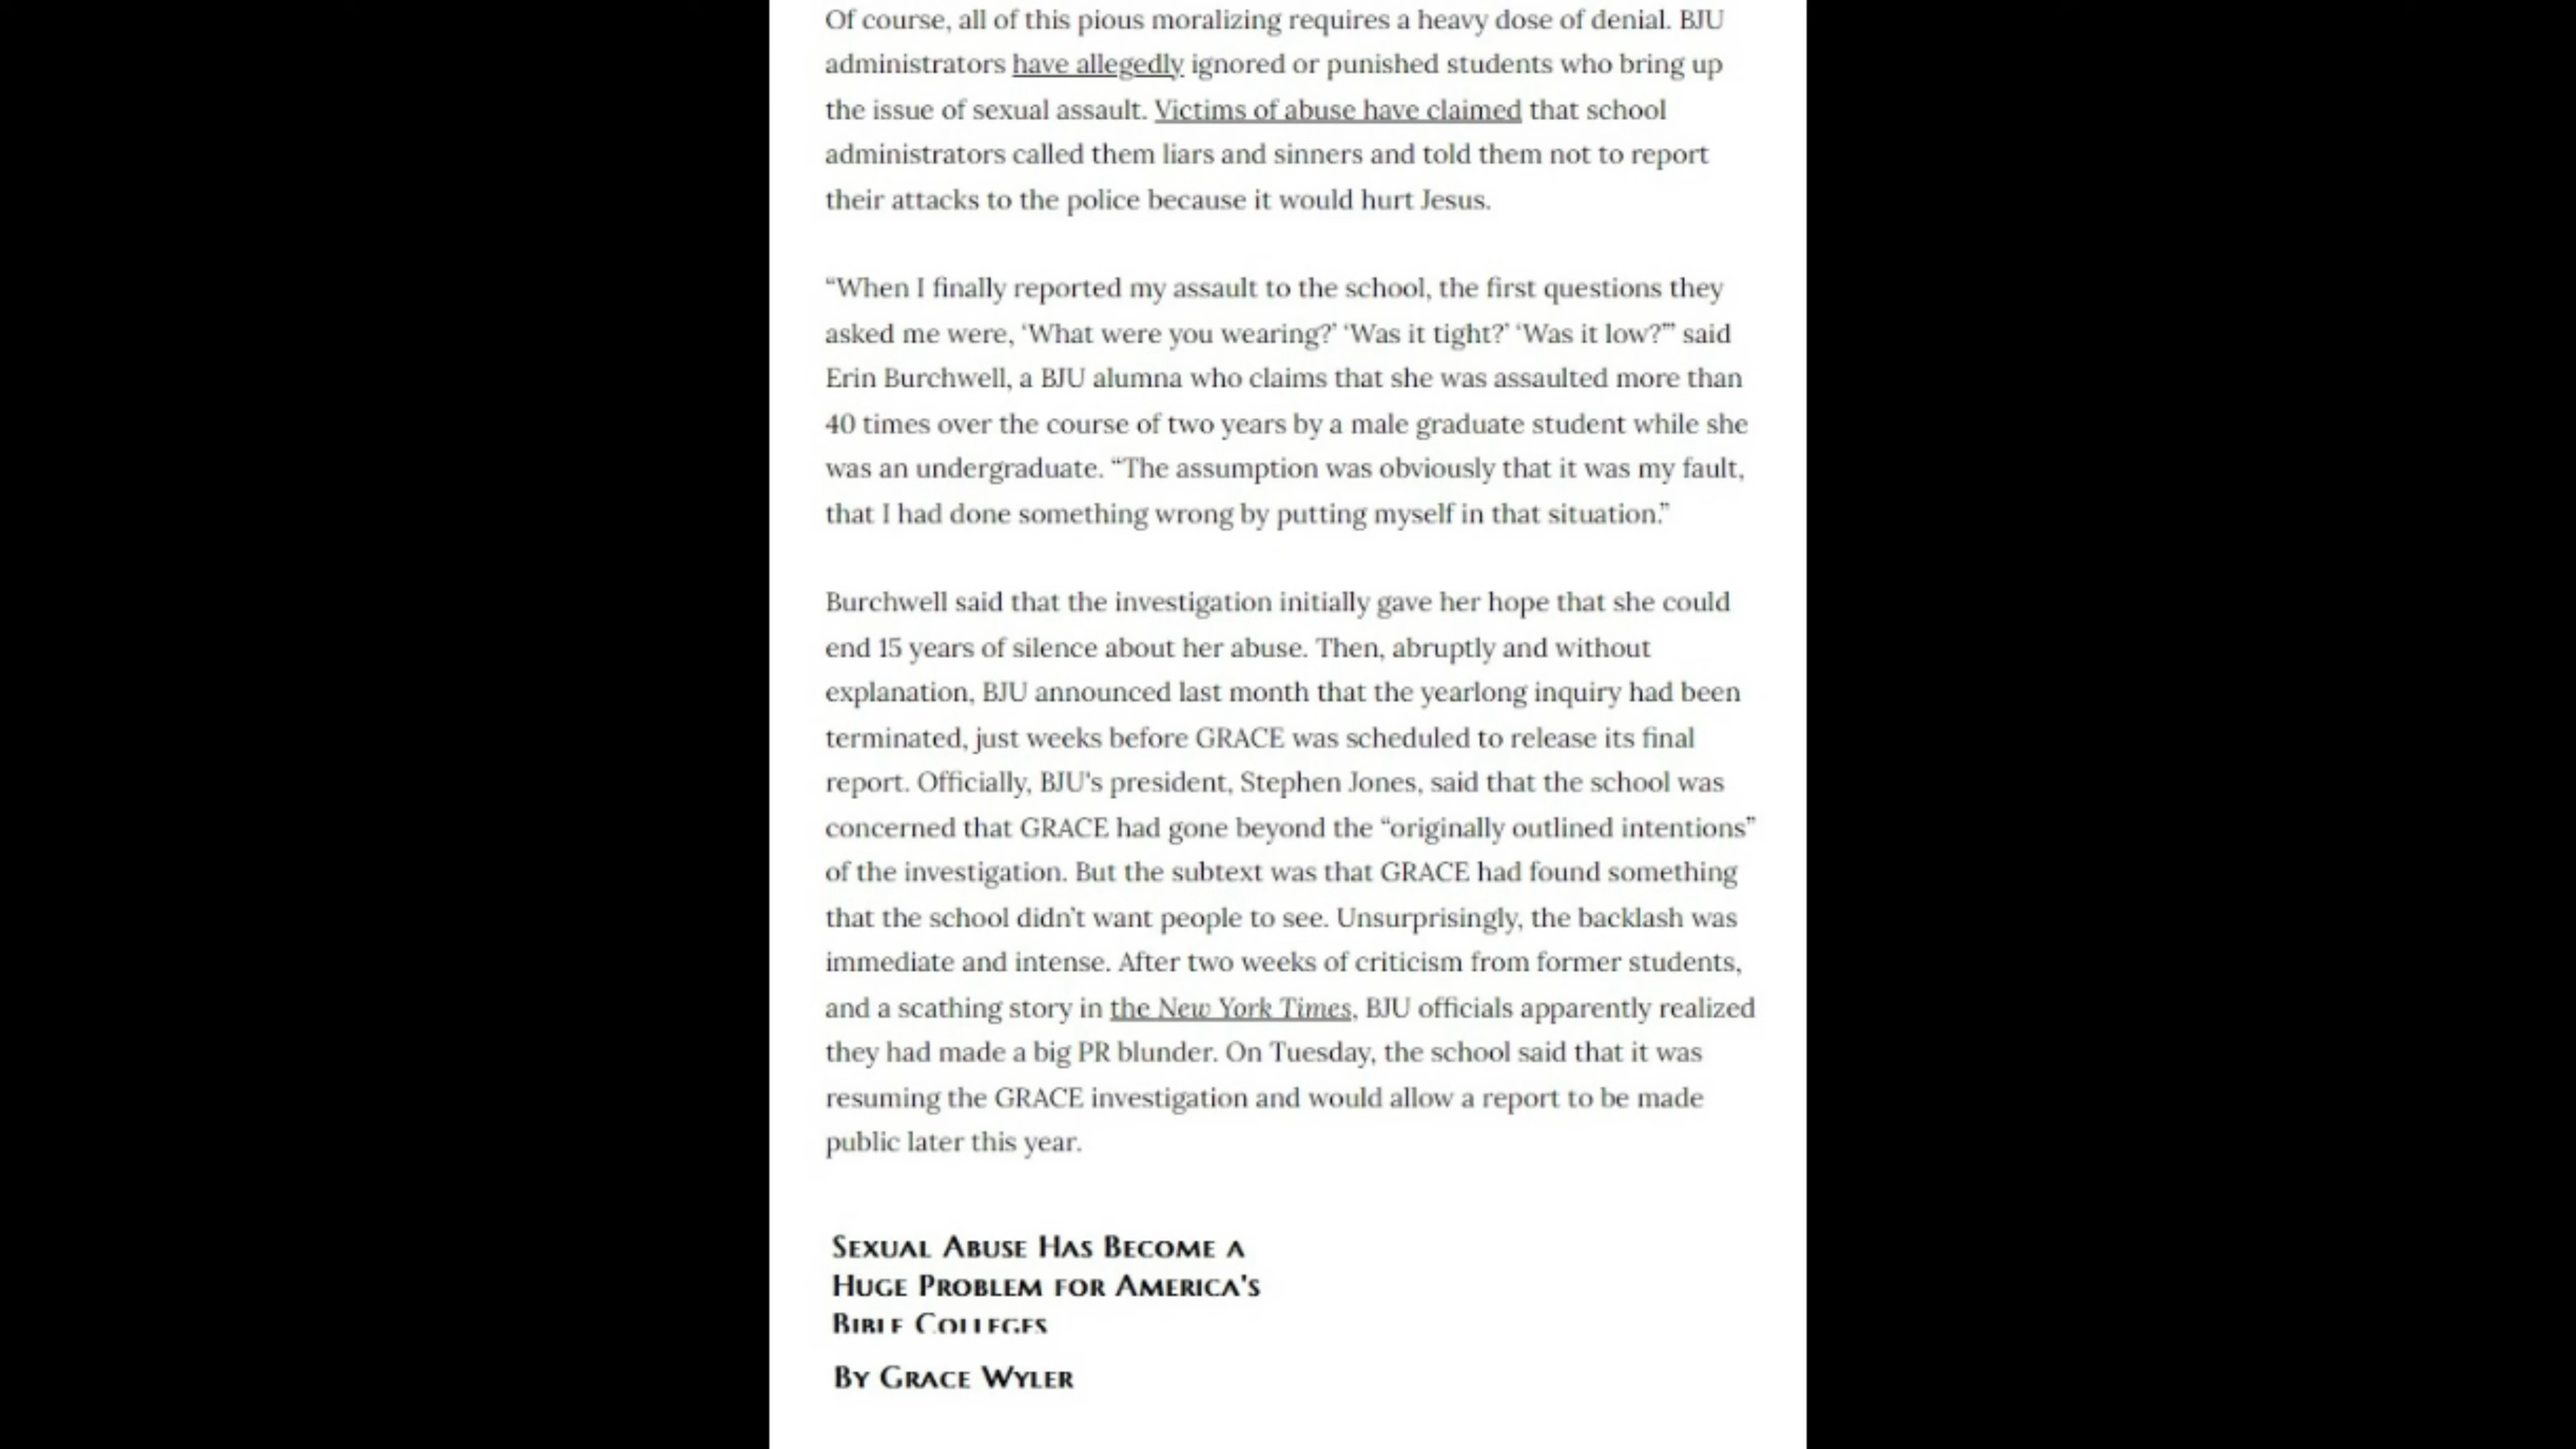 Of course, all of this pious moralizing requires a heavy dose of denial. BJU
administrators have allegedly ignored or punished students who bring up
the issue of sexual assault. Victims of abuse have claimed that school
administrators called them liars and sinners and told them not to report
their attacks to the police because it would hurt Jesus.
“When I finally reported my assault to the school, the first questions they
asked me were, ‘What were you wearing?’ ‘Was it tight?’ ‘Was it low?’” said
Erin Burchwell, a BJU alumna who claims that she was assaulted more than
40 times over the course of two years by a male graduate student while she
was an undergraduate. “The assumption was obviously that it was my fault,
that I had done something wrong by putting myself in that situation.”
Burchwell said that the investigation initially gave her hope that she could
end 15 years of silence about her abuse. Then, abruptly and without
explanation, BJU announced last month that the yearlong inquiry had been
terminated, just weeks before GRACE was scheduled to release its final
report. Officially, BJU's president, Stephen Jones, said that the school was
concerned that GRACE had gone beyond the “originally outlined intentions”
of the investigation. But the subtext was that GRACE had found something
that the school didn’t want people to see. Unsurprisingly, the backlash was
immediate and intense. After two weeks of criticism from former students,
and a scathing story in the New York Times, BJU officials apparently realized
they had made a big PR blunder. On Tuesday, the school said that it was
resuming the GRACE investigation and would allow a report to be made
public later this year.
Sexual Abuse Has Become a
Huge Problem for America's
Bible Colleges
By Grace Wyler